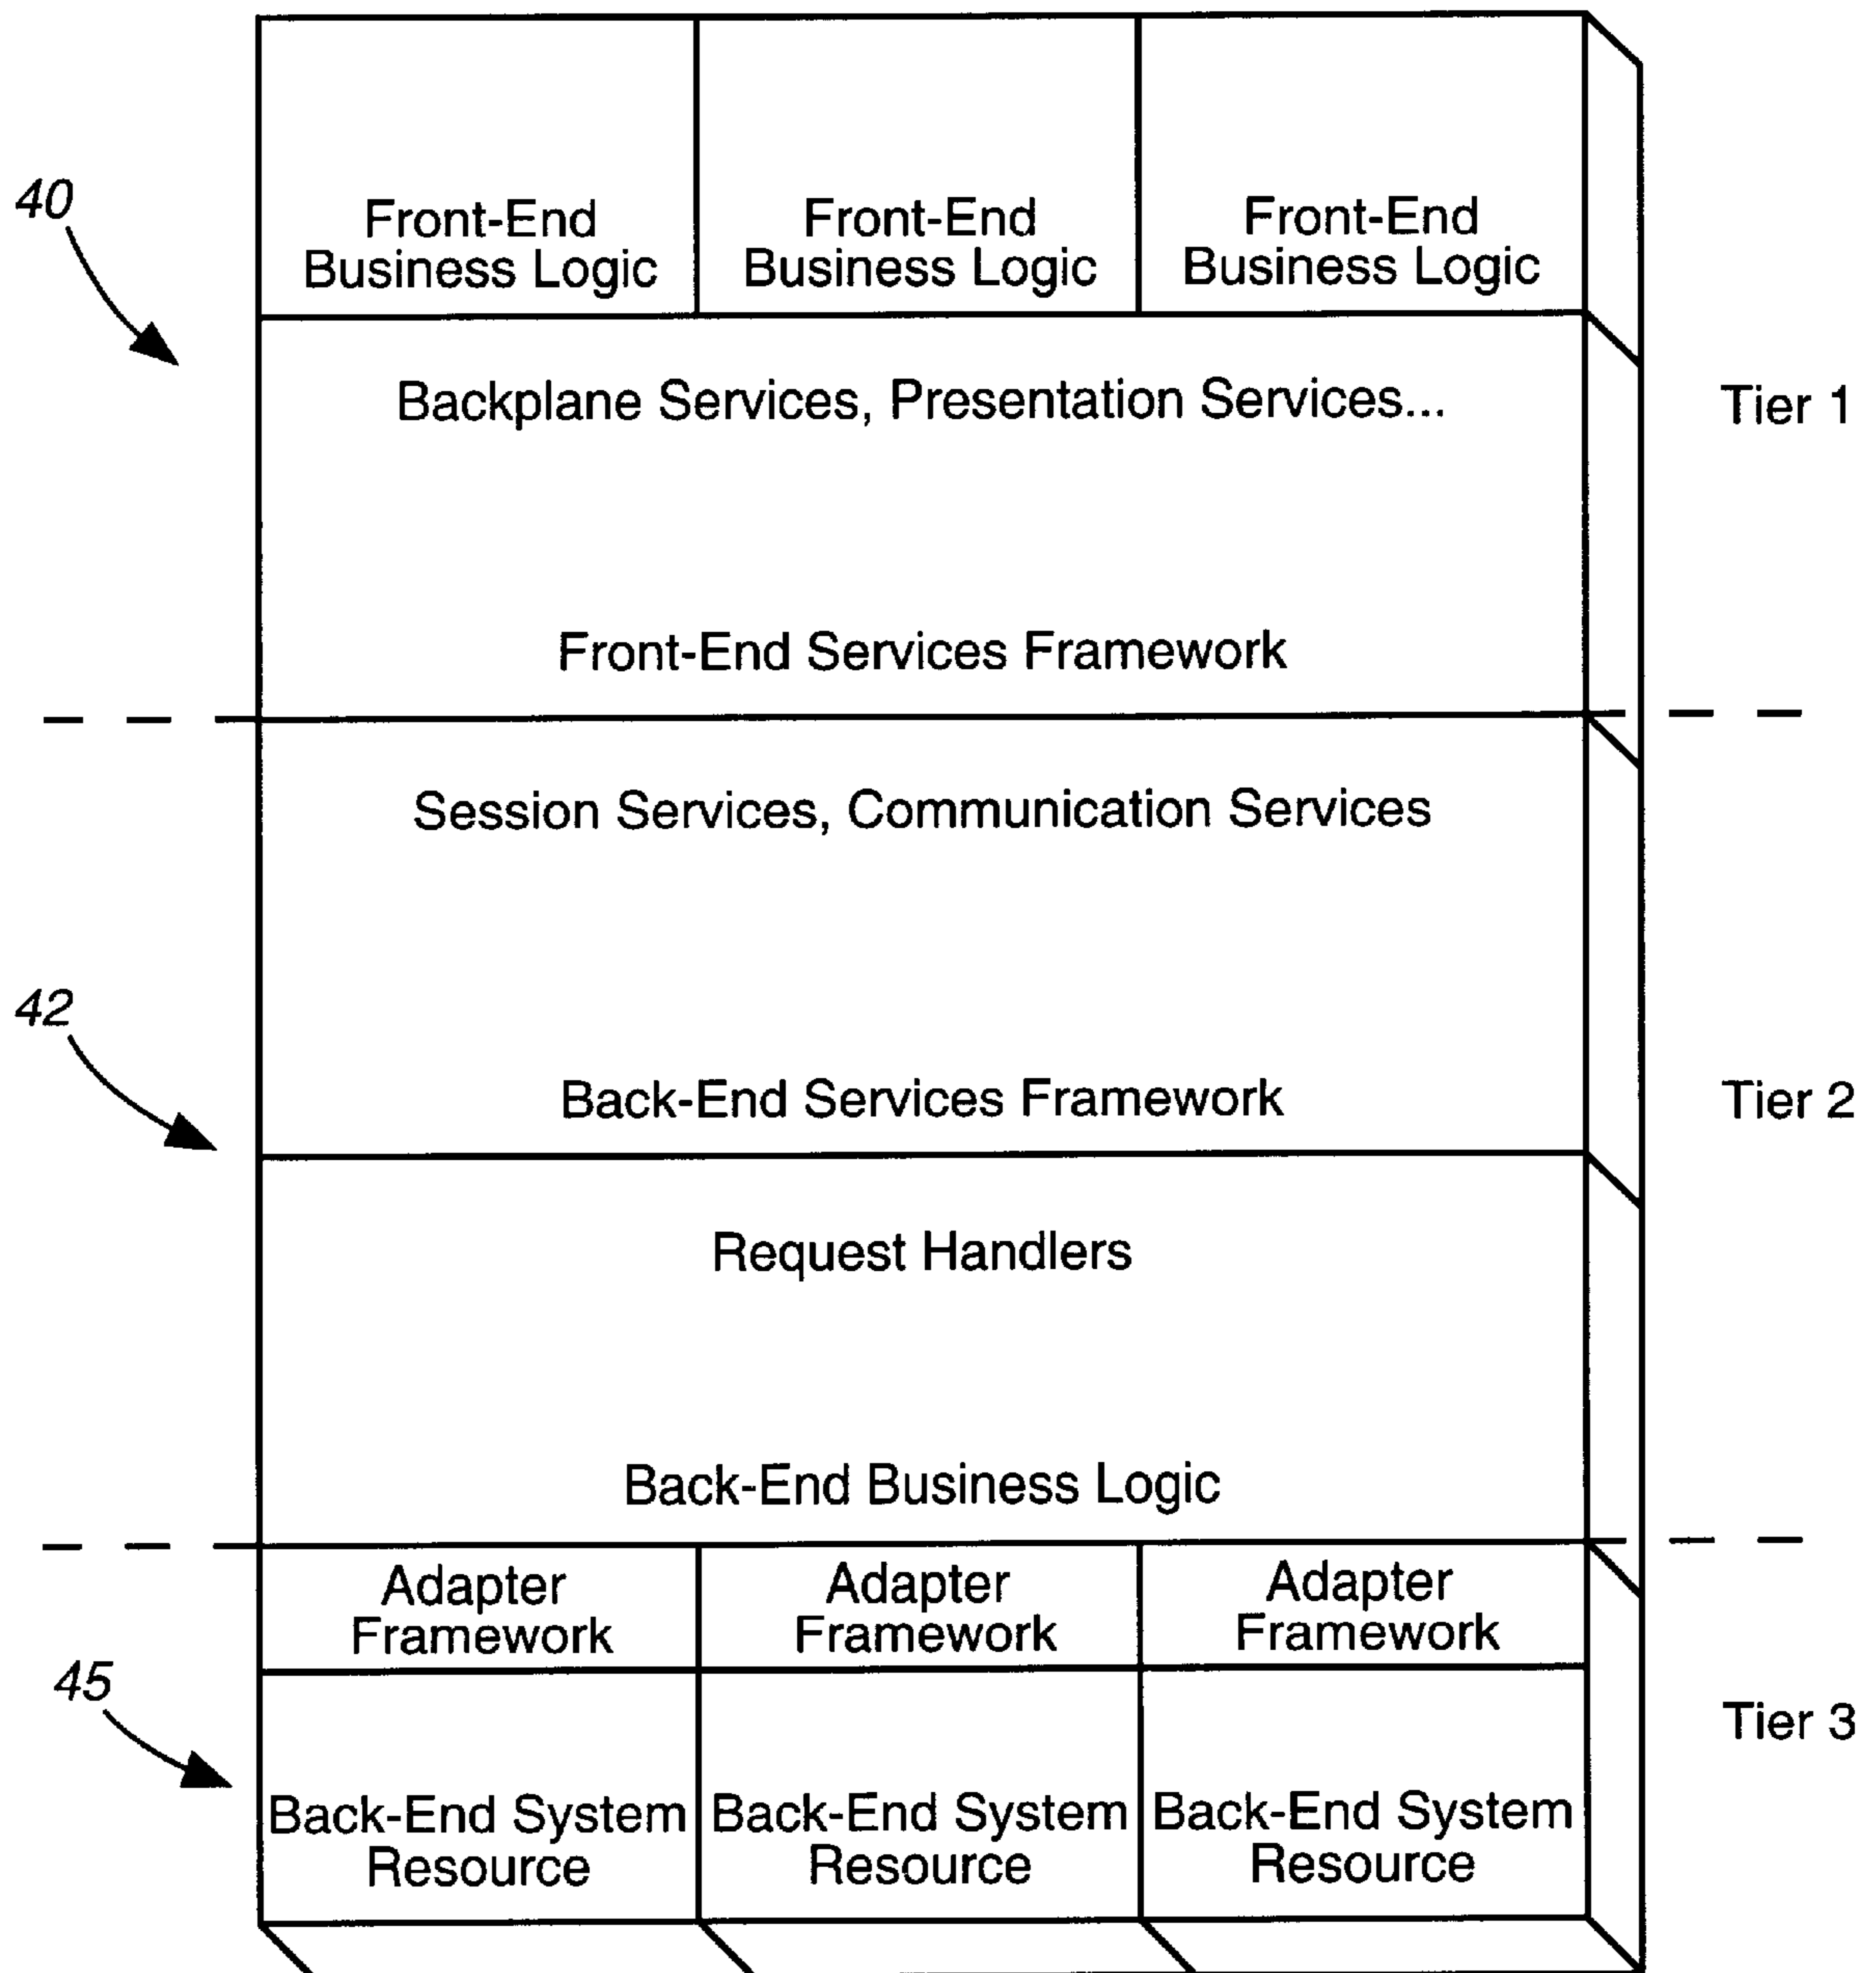 40
Front-End
Business Logic
Front-End
Business Logic
Front-End
Business Logic
Backplane Services, Presentation Services...
Tier 1
Front-End Services Framework
Session Services, Communication Services
42
Back-End Services Framework
Tier 2
Request Handlers
Back-End Business Logic
Adapter
Framework
Adapter
Framework
Adapter
Framework
45
Tier 3
Back-End System
Resource
Back-End System
Resource
Back-End System
Resource